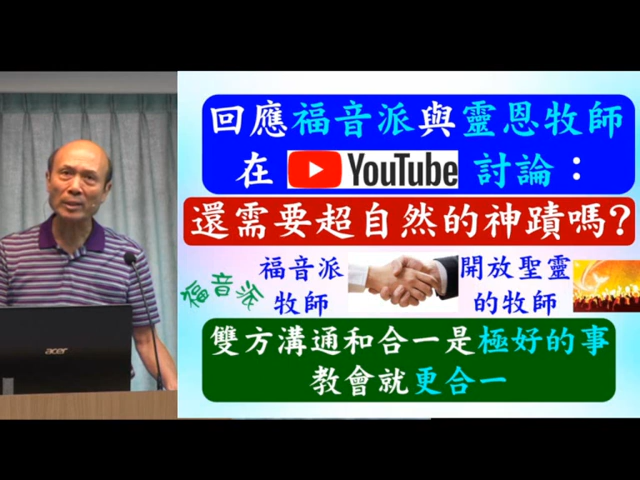 回應福音派與靈恩牧師
在 YouTube 討論：
還需要超自然的神蹟嗎?
福音派
福音派
牧師
開放聖靈
的牧師
雙方溝通和合一是極好的事
教會就更合一
acer